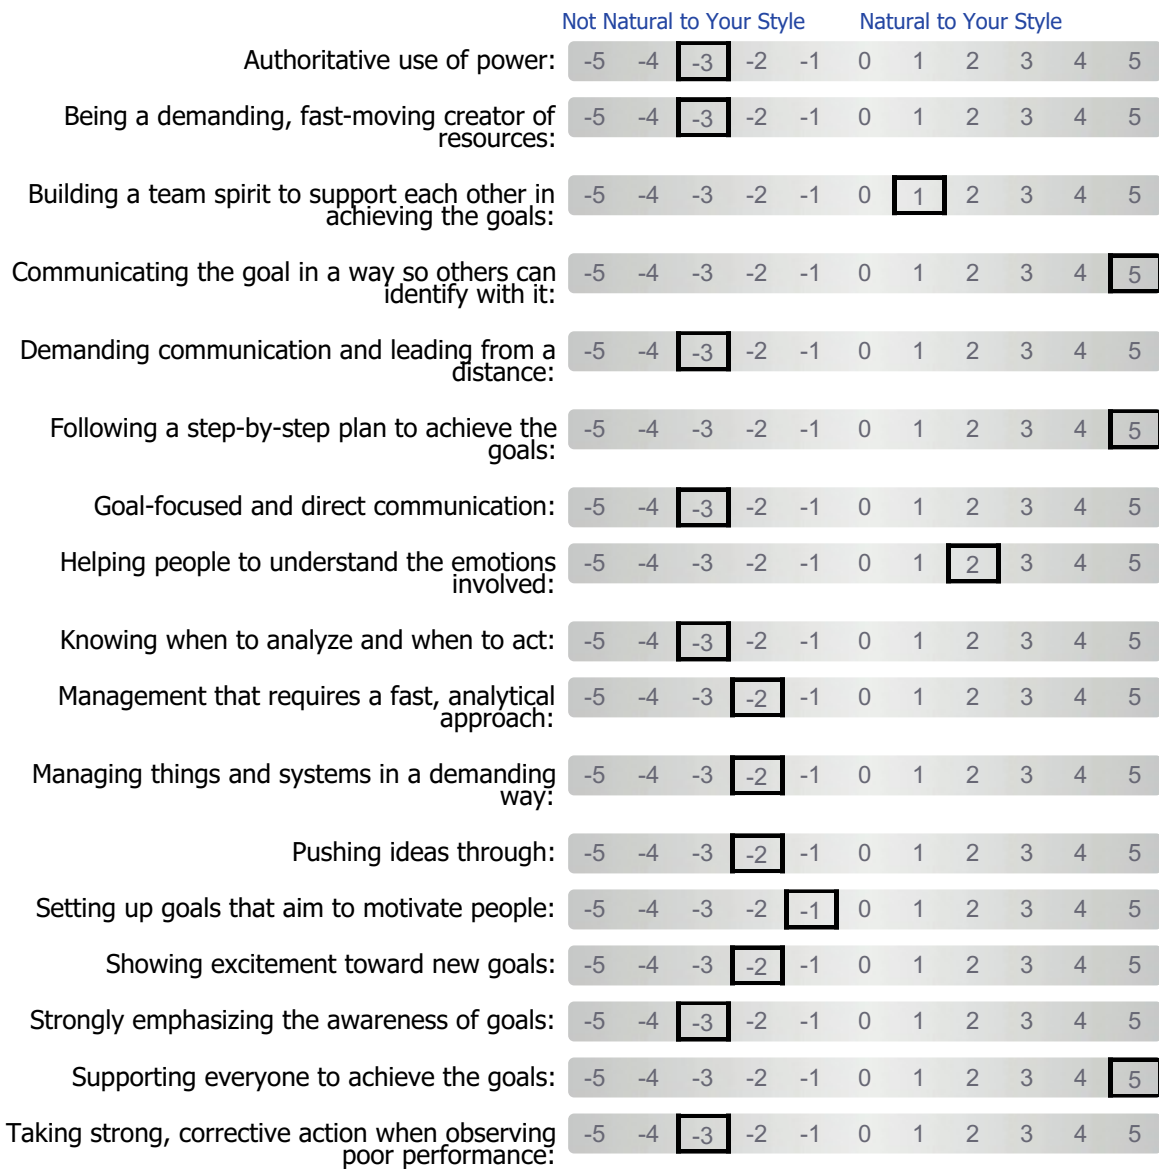 Not Natural to Your Style Natural to Your Style
Authoritative use of power: -5 -4 -3 -2 -1 0 1 2 3 4 5
Being a demanding, fast-moving creator of
resources: -5 -4 -3 -2 -1 0 1 2 3 4 5
Building a team spirit to support each other in
achieving the goals: -5 -4 -3 -2 -1 0 1 2 3 4 5
Communicating the goal in a way so others can
identify with it: -5 -4 -3 -2 -1 0 1 2 3 4 5
Demanding communication and leading from a
distance: -5 -4 -3 -2 -1 0 1 2 3 4 5
Following a step-by-step plan to achieve the
goals: -5 -4 -3 -2 -1 0 1 2 3 4 5
Goal-focused and direct communication: -5 -4 -3 -2 -1 0 1 2 3 4 5
Helping people to understand the emotions
involved: -5 -4 -3 -2 -1 0 1 2 3 4 5
Knowing when to analyze and when to act: -5 -4 -3 -2 -1 0 1 2 3 4 5
Management that requires a fast, analytical
approach: -5 -4 -3 -2 -1 0 1 2 3 4 5
Managing things and systems in a demanding
way: -5 -4 -3 -2 -1 0 1 2 3 4 5
Pushing ideas through: -5 -4 -3 -2 -1 0 1 2 3 4 5
Setting up goals that aim to motivate people: -5 -4 -3 -2 -1 0 1 2 3 4 5
Showing excitement toward new goals: -5 -4 -3 -2 -1 0 1 2 3 4 5
Strongly emphasizing the awareness of goals: -5 -4 -3 -2 -1 0 1 2 3 4 5
Supporting everyone to achieve the goals: -5 -4 -3 -2 -1 0 1 2 3 4 5
Taking strong, corrective action when observing
poor performance: -5 -4 -3 -2 -1 0 1 2 3 4 5